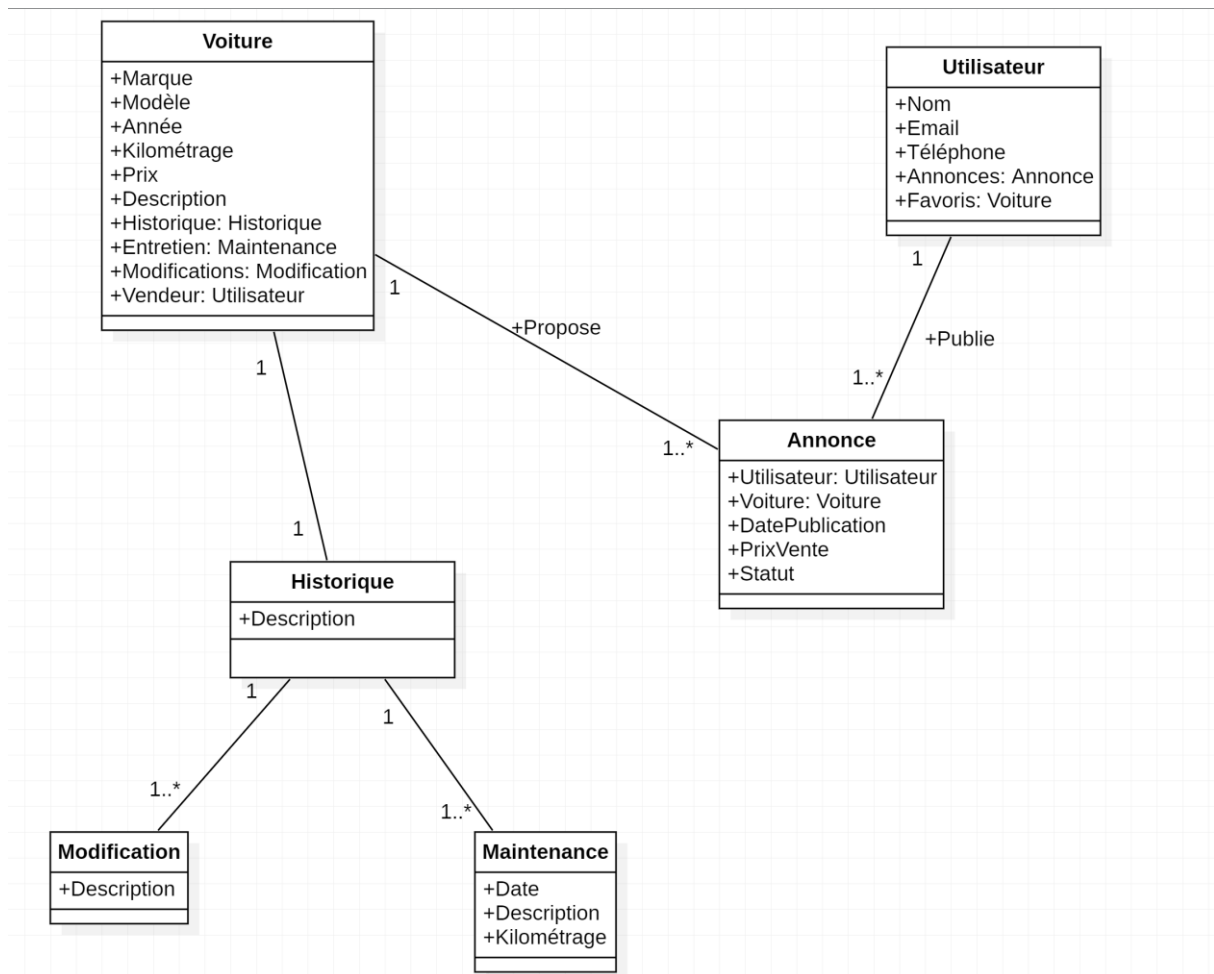 Voiture
+Marque
+Modèle
+Année
+Kilométrage
+Prix
+Description
+Historique: Historique
+Entretien: Maintenance
+Modifications: Modification
+Vendeur: Utilisateur
Utilisateur
+Nom
+Email
+Téléphone
+Annonces: Annonce
+Favoris: Voiture
1
1
+Propose
+Publie
1
1..*
1..*
Annonce
+Utilisateur: Utilisateur
+Voiture: Voiture
+DatePublication
+PrixVente
+Statut
1
Historique
+Description
1
1
1..*
1..*
Modification
+Description
Maintenance
+Date
+Description
+Kilométrage